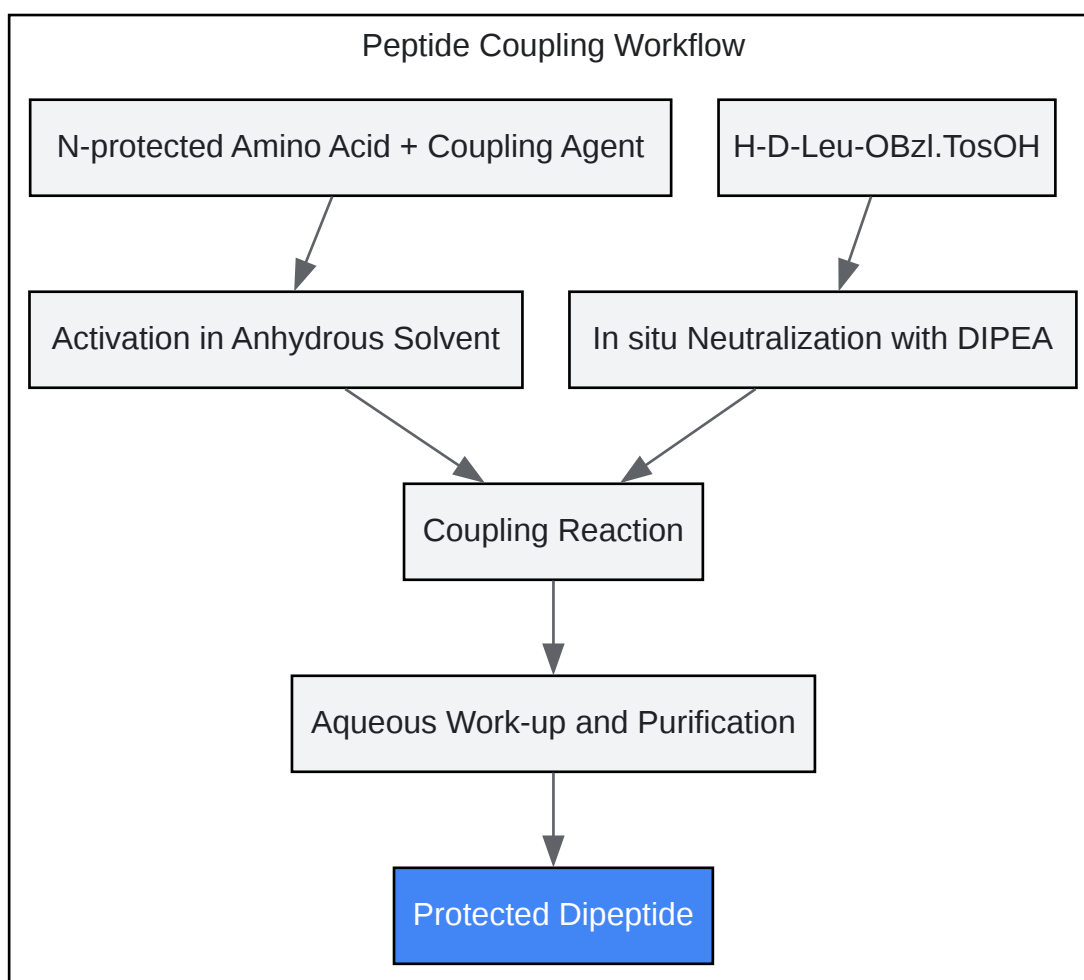 Peptide Coupling Workflow
N-protected Amino Acid + Coupling Agent
H-D-Leu-OBzl.TosOH
Activation in Anhydrous Solvent
In situ Neutralization with DIPEA
Coupling Reaction
Aqueous Work-up and Purification
Protected Dipeptide